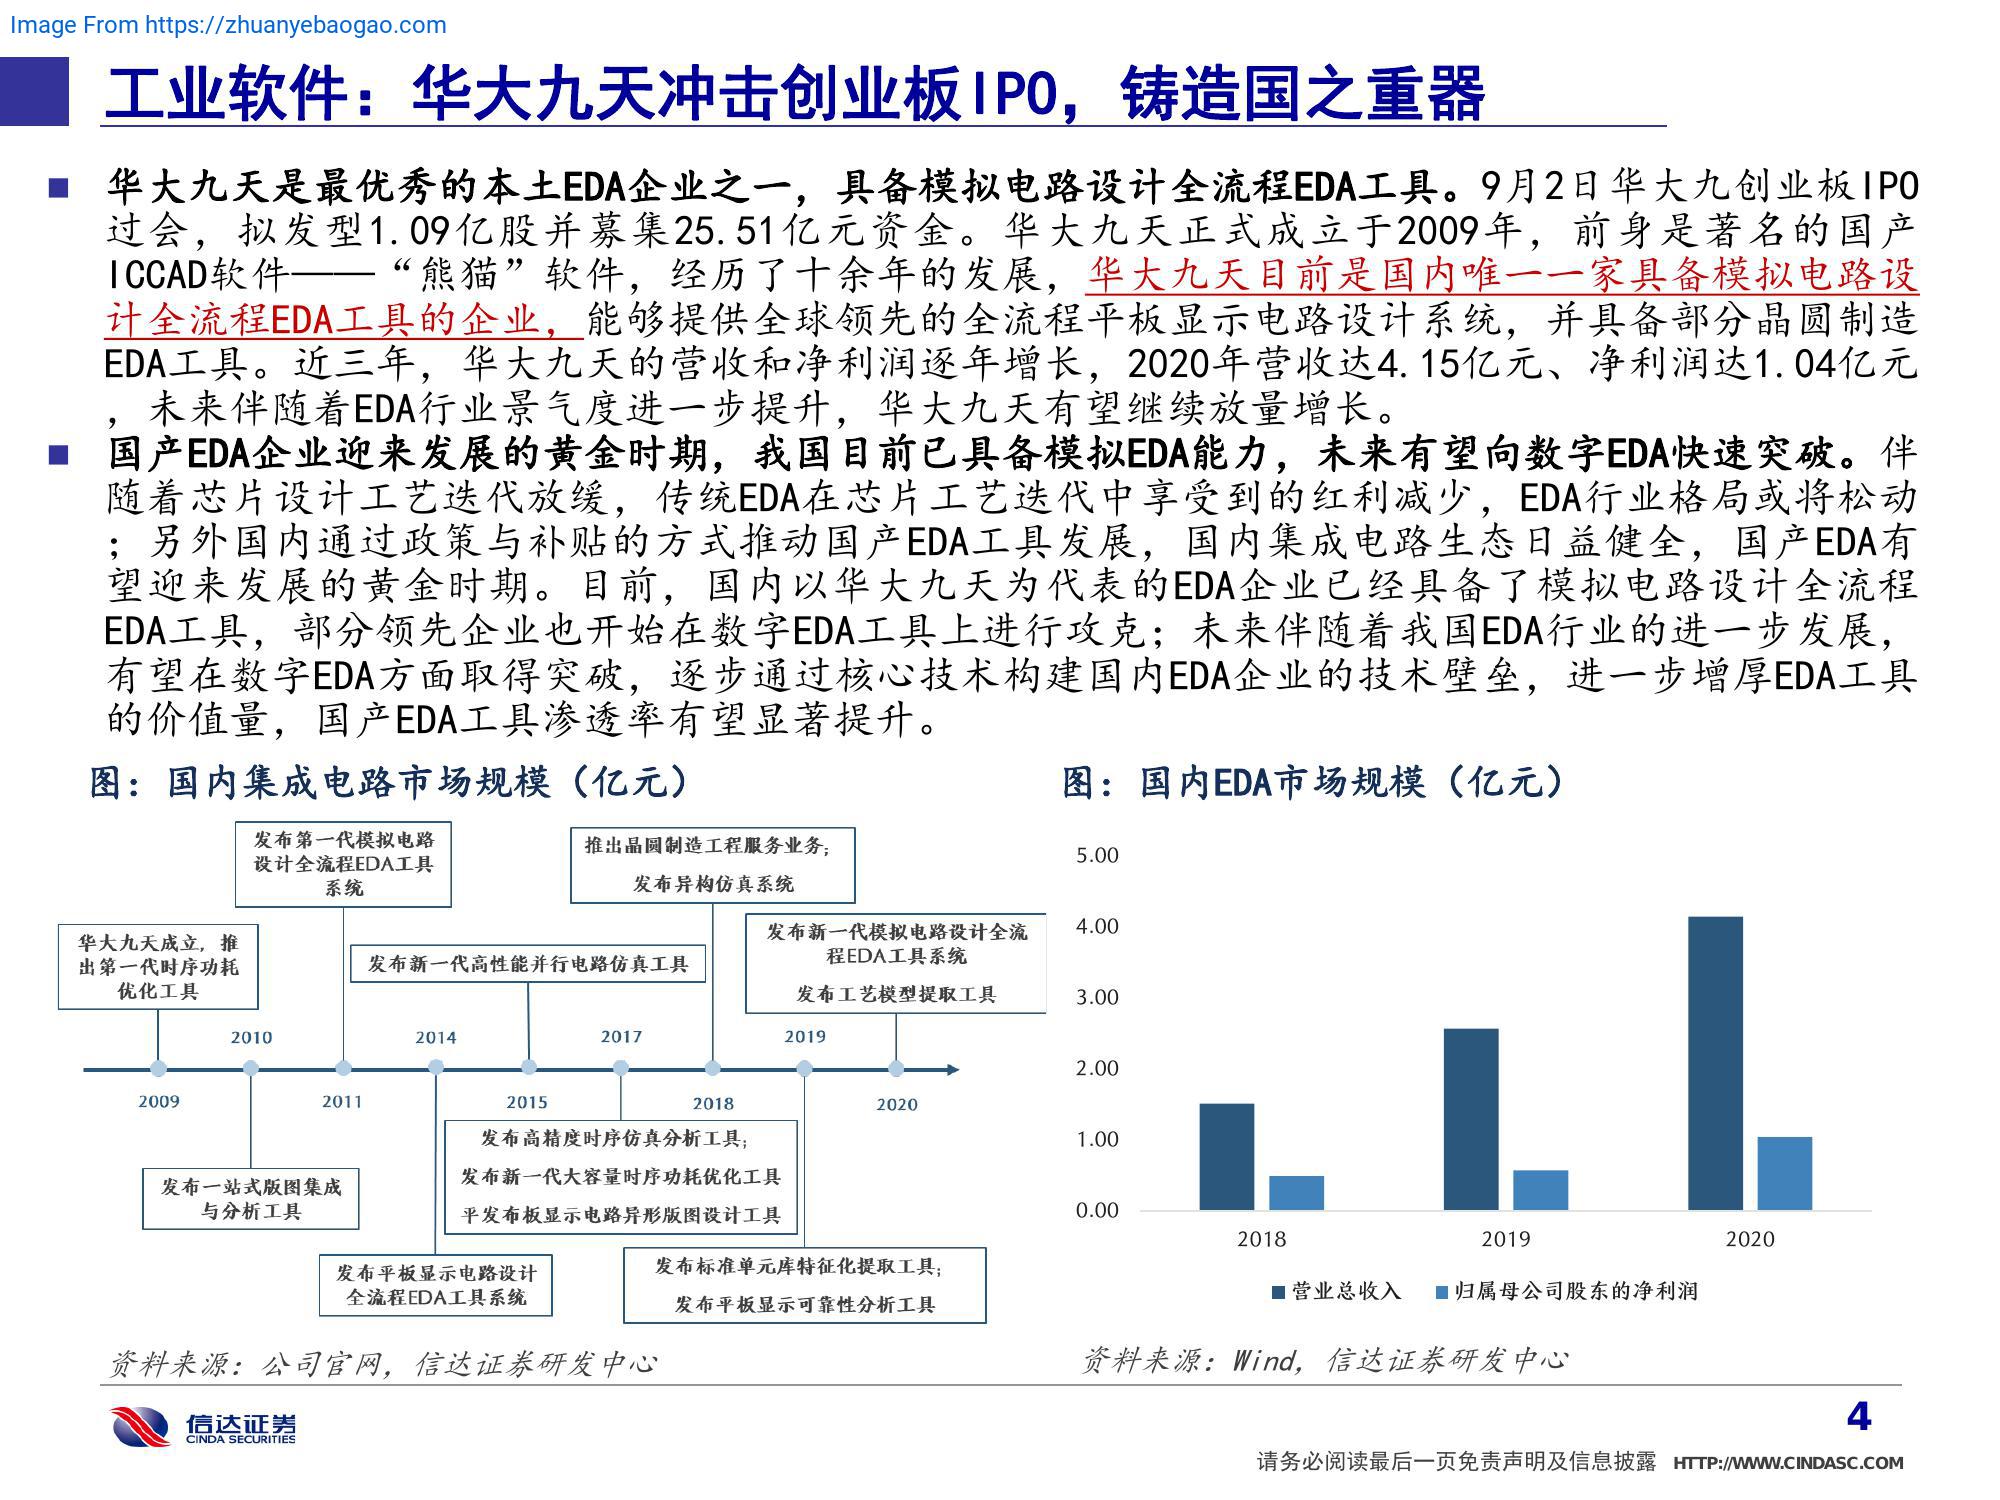 Image From https://zhuanyebaogao.com
工业软件：华大九天冲击创业板IPO，铸造国之重器
■ 华大九天是最优秀的本土EDA企业之一，具备模拟电路设计全流程EDA工具。9月2日华大九创业板IPO
过会，拟发型1.09亿股并募集25.51亿元资金。华大九天正式成立于2009年，前身是著名的国产
ICCAD软件——“熊猫”软件，经历了十余年的发展，华大九天目前是国内唯一一家具备模拟电路设
计全流程EDA工具的企业，能够提供全球领先的全流程平板显示电路设计系统，并具备部分晶圆制造
EDA工具。近三年，华大九天的营收和净利润逐年增长，2020年营收达4.15亿元、净利润达1.04亿元
，未来伴随着EDA行业景气度进一步提升，华大九天有望继续放量增长。
■ 国产EDA企业迎来发展的黄金时期，我国目前已具备模拟EDA能力，未来有望向数字EDA快速突破。伴
随着芯片设计工艺迭代放缓，传统EDA在芯片工艺迭代中享受到的红利减少，EDA行业格局或将松动
；另外国内通过政策与补贴的方式推动国产EDA工具发展，国内集成电路生态日益健全，国产EDA有
望迎来发展的黄金时期。目前，国内以华大九天为代表的EDA企业已经具备了模拟电路设计全流程
EDA工具，部分领先企业也开始在数字EDA工具上进行攻克；未来伴随着我国EDA行业的进一步发展，
有望在数字EDA方面取得突破，逐步通过核心技术构建国内EDA企业的技术壁垒，进一步增厚EDA工具
的价值量，国产EDA工具渗透率有望显著提升。
图：国内集成电路市场规模（亿元）
发布第一代模拟电路
设计全流程EDA工具
系统
推出晶圆制造工程服务业务；
发布异构仿真系统
华大九天成立，推
出第一代时序功耗
优化工具
发布新一代高性能并行电路仿真工具
发布新一代模拟电路设计全流
程EDA工具系统
发布工艺模型提取工具
2010
2014
2017
2019
2009
2011
2015
2018
2020
发布一站式版图集成
与分析工具
发布高精度时序仿真分析工具；
发布新一代大容量时序功耗优化工具
平发布板显示电路异形版图设计工具
发布平板显示电路设计
全流程EDA工具系统
发布标准单元库特征化提取工具；
发布平板显示可靠性分析工具
资料来源：公司官网，信达证券研发中心
图：国内EDA市场规模（亿元）
5.00
4.00
3.00
2.00
1.00
0.00
2018
2019
2020
■营业总收入 ■归属母公司股东的净利润
资料来源：Wind，信达证券研发中心
信达证券
CINDA SECURITIES
4
请务必阅读最后一页免责声明及信息披露 HTTP://WWW.CINDASC.COM